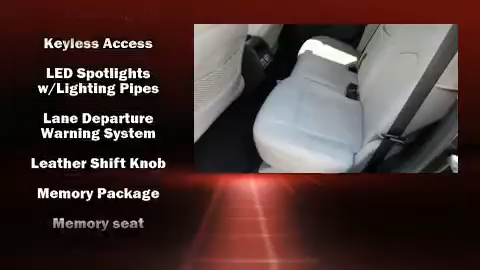 Keyless Access
LED Spotlights
w/Lighting Pipes
Lane Departure
Warning System
Leather Shift Knob
Memory Package
Memory seat